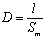 D = l / S_m